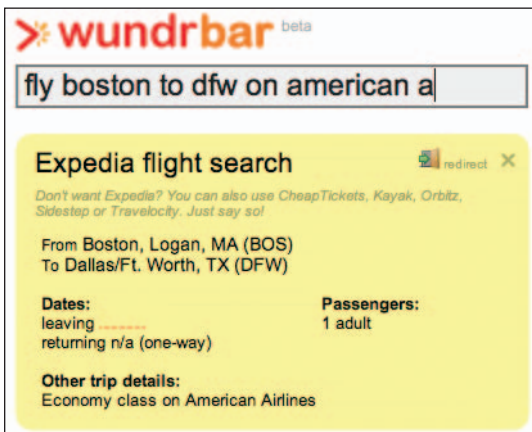 wundrbar beta
fly boston to dfw on american a
Expedia flight search
redirect
Don't want Expedia? You can also use CheapTickets, Kayak, Orbitz,
Sidestep or Travelocity. Just say so!
From Boston, Logan, MA (BOS)
To Dallas/Ft. Worth, TX (DFW)
Dates:
leaving
returning n/a (one-way)
Passengers:
1 adult
Other trip details:
Economy class on American Airlines